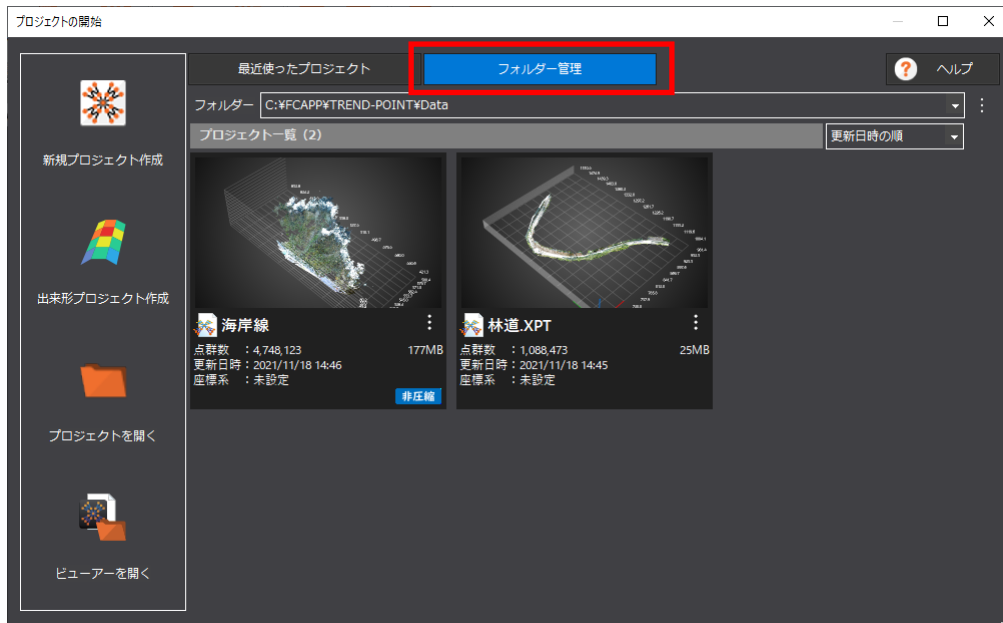 プロジェクトの開始
最近使ったプロジェクト
フォルダー管理
ヘルプ
フォルダー C:¥FCAPP¥TREND-POINT¥Data
プロジェクト一覧（2）
更新日時の順
新規プロジェクト作成
出来形プロジェクト作成
プロジェクトを開く
ビューアーを開く
海岸線
点群数 ：4,748,123 177MB
更新日時：2021/11/18 14:46
座標系 ：未設定
非圧縮
林道.XPT
点群数 ：1,088,473 25MB
更新日時：2021/11/18 14:45
座標系 ：未設定